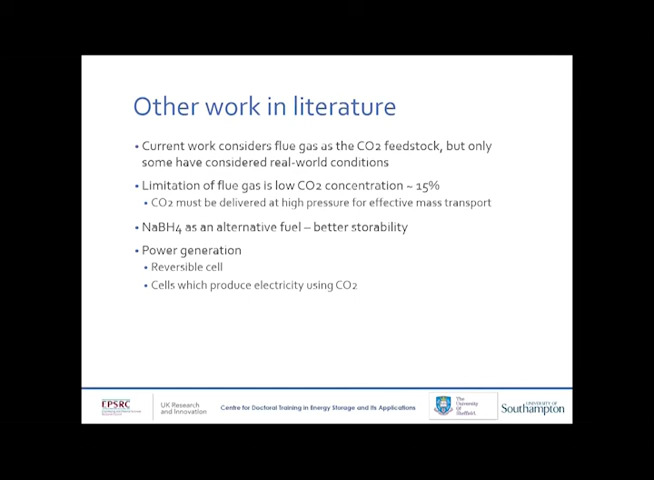 Other work in literature
• Current work considers flue gas as the CO2 feedstock, but only
some have considered real-world conditions
• Limitation of flue gas is low CO2 concentration ~ 15%
• CO2 must be delivered at high pressure for effective mass transport
• NaBH4 as an alternative fuel – better storability
• Power generation
• Reversible cell
• Cells which produce electricity using CO2
EPSRC
UK Research
and Innovation
Centre for Doctoral Training in Energy Storage and Its Applications
The
University
Of
Sheffield.
UNIVERSITY OF
Southampton